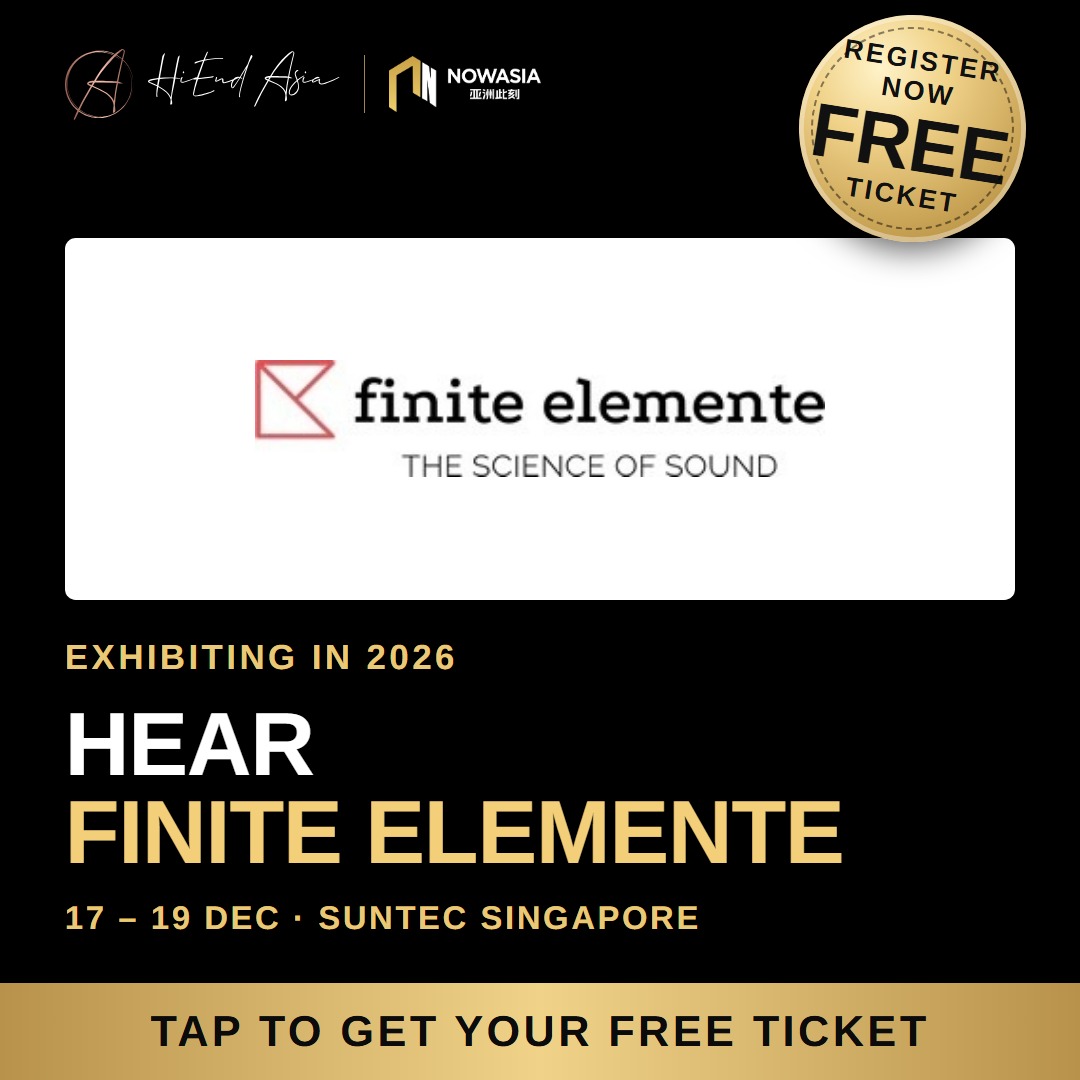 A HiEnd Asia
NOWASIA
亚洲此刻
REGISTER
NOW
FREE
TICKET
finite elemente
THE SCIENCE OF SOUND
EXHIBITING IN 2026
HEAR
FINITE ELEMENTE
17 – 19 DEC · SUNTEC SINGAPORE
TAP TO GET YOUR FREE TICKET